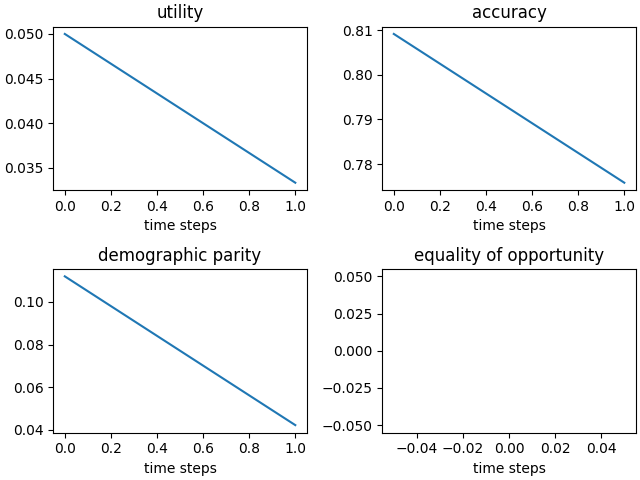 utility
0.050
0.045
0.040
0.035
0.0 0.2 0.4 0.6 0.8 1.0
time steps
accuracy
0.81
0.80
0.79
0.78
0.0 0.2 0.4 0.6 0.8 1.0
time steps
demographic parity
0.10
0.08
0.06
0.04
0.0 0.2 0.4 0.6 0.8 1.0
time steps
equality of opportunity
0.050
0.025
0.000
−0.025
−0.050
−0.04 −0.02 0.00 0.02 0.04
time steps